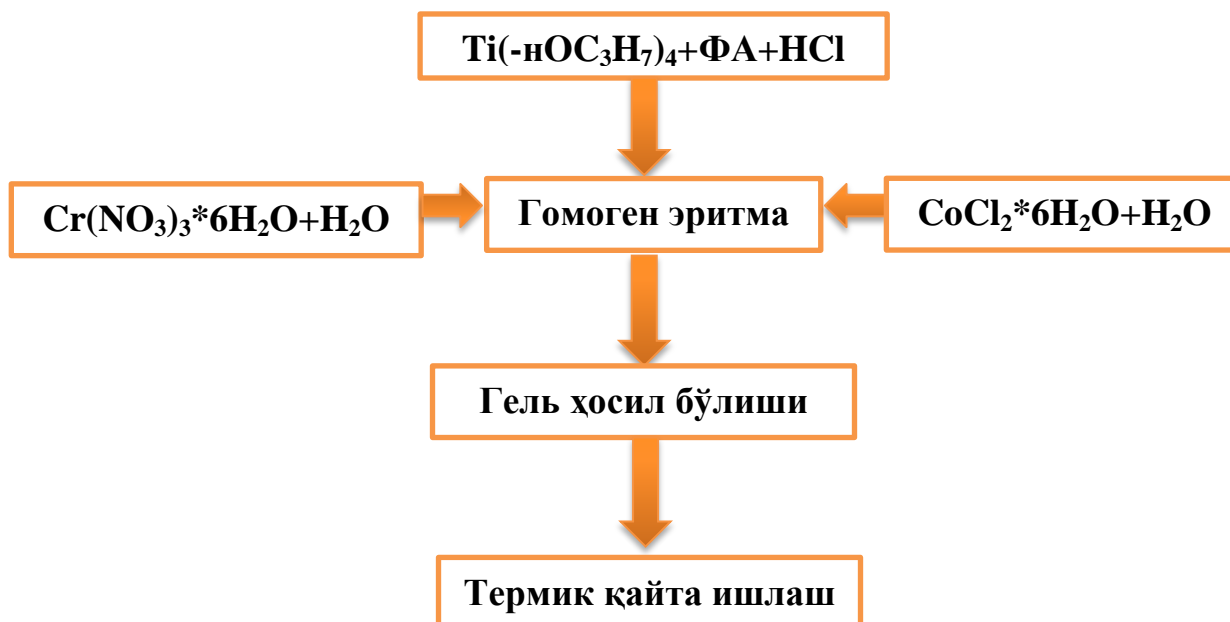 Ti(-нOC₃H₇)₄+ФА+HCl
Cr(NO₃)₃*6H₂O+H₂O
Гомоген эритма
CoCl₂*6H₂O+H₂O
Гель ҳосил бўлиши
Термик қайта ишлаш